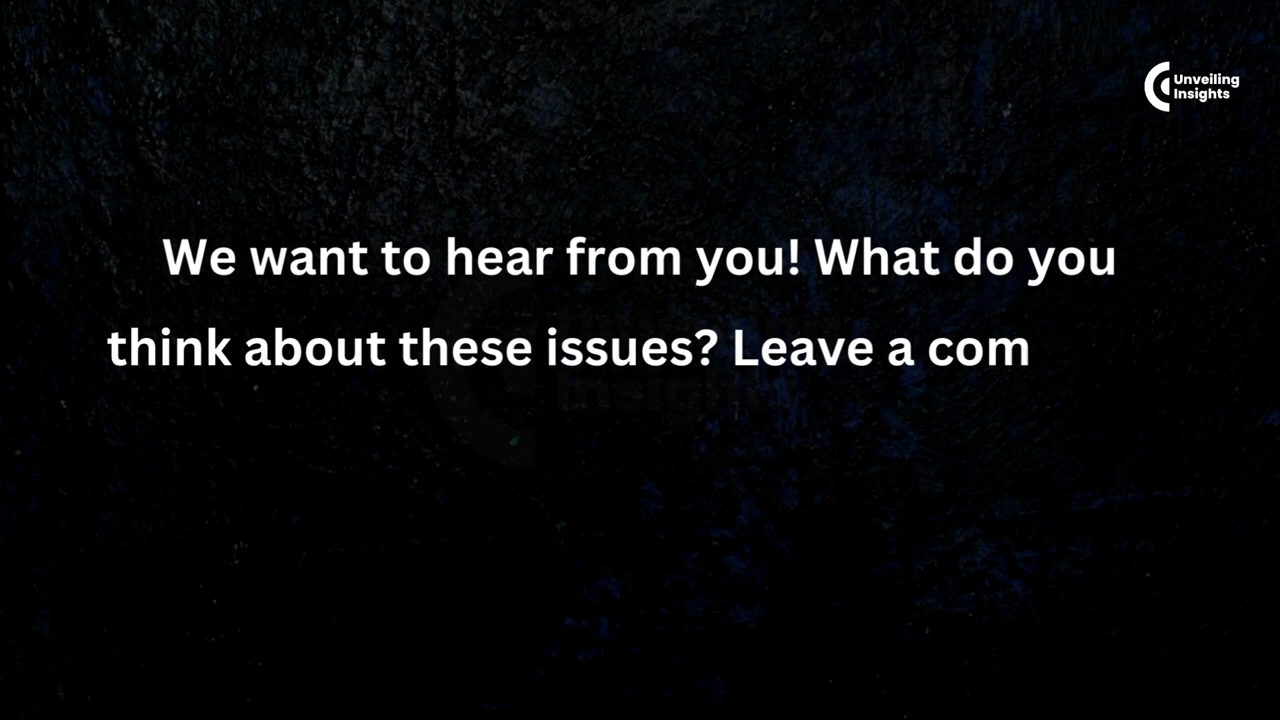 Unveiling
Insights
We want to hear from you! What do you
think about these issues? Leave a com